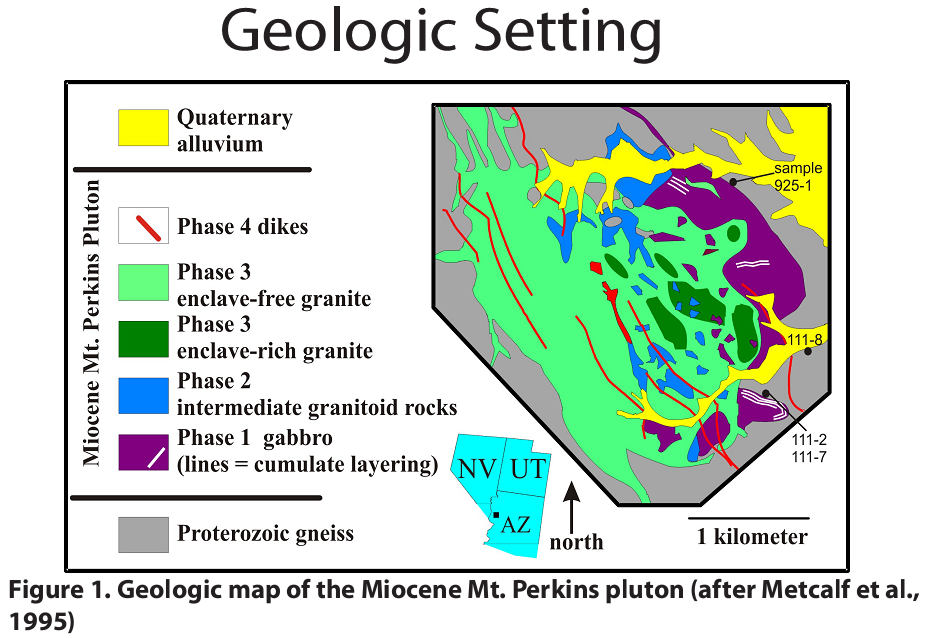 Geologic Setting
Quaternary
alluvium
Miocene Mt. Perkins Pluton
Phase 4 dikes
Phase 3
enclave-free granite
Phase 3
enclave-rich granite
Phase 2
intermediate granitoid rocks
Phase 1 gabbro
(lines = cumulate layering)
Proterozoic gneiss
sample
925-1
111-8
111-2
111-7
NV
UT
AZ
north
1 kilometer
Figure 1. Geologic map of the Miocene Mt. Perkins pluton (after Metcalf et al.,
1995)